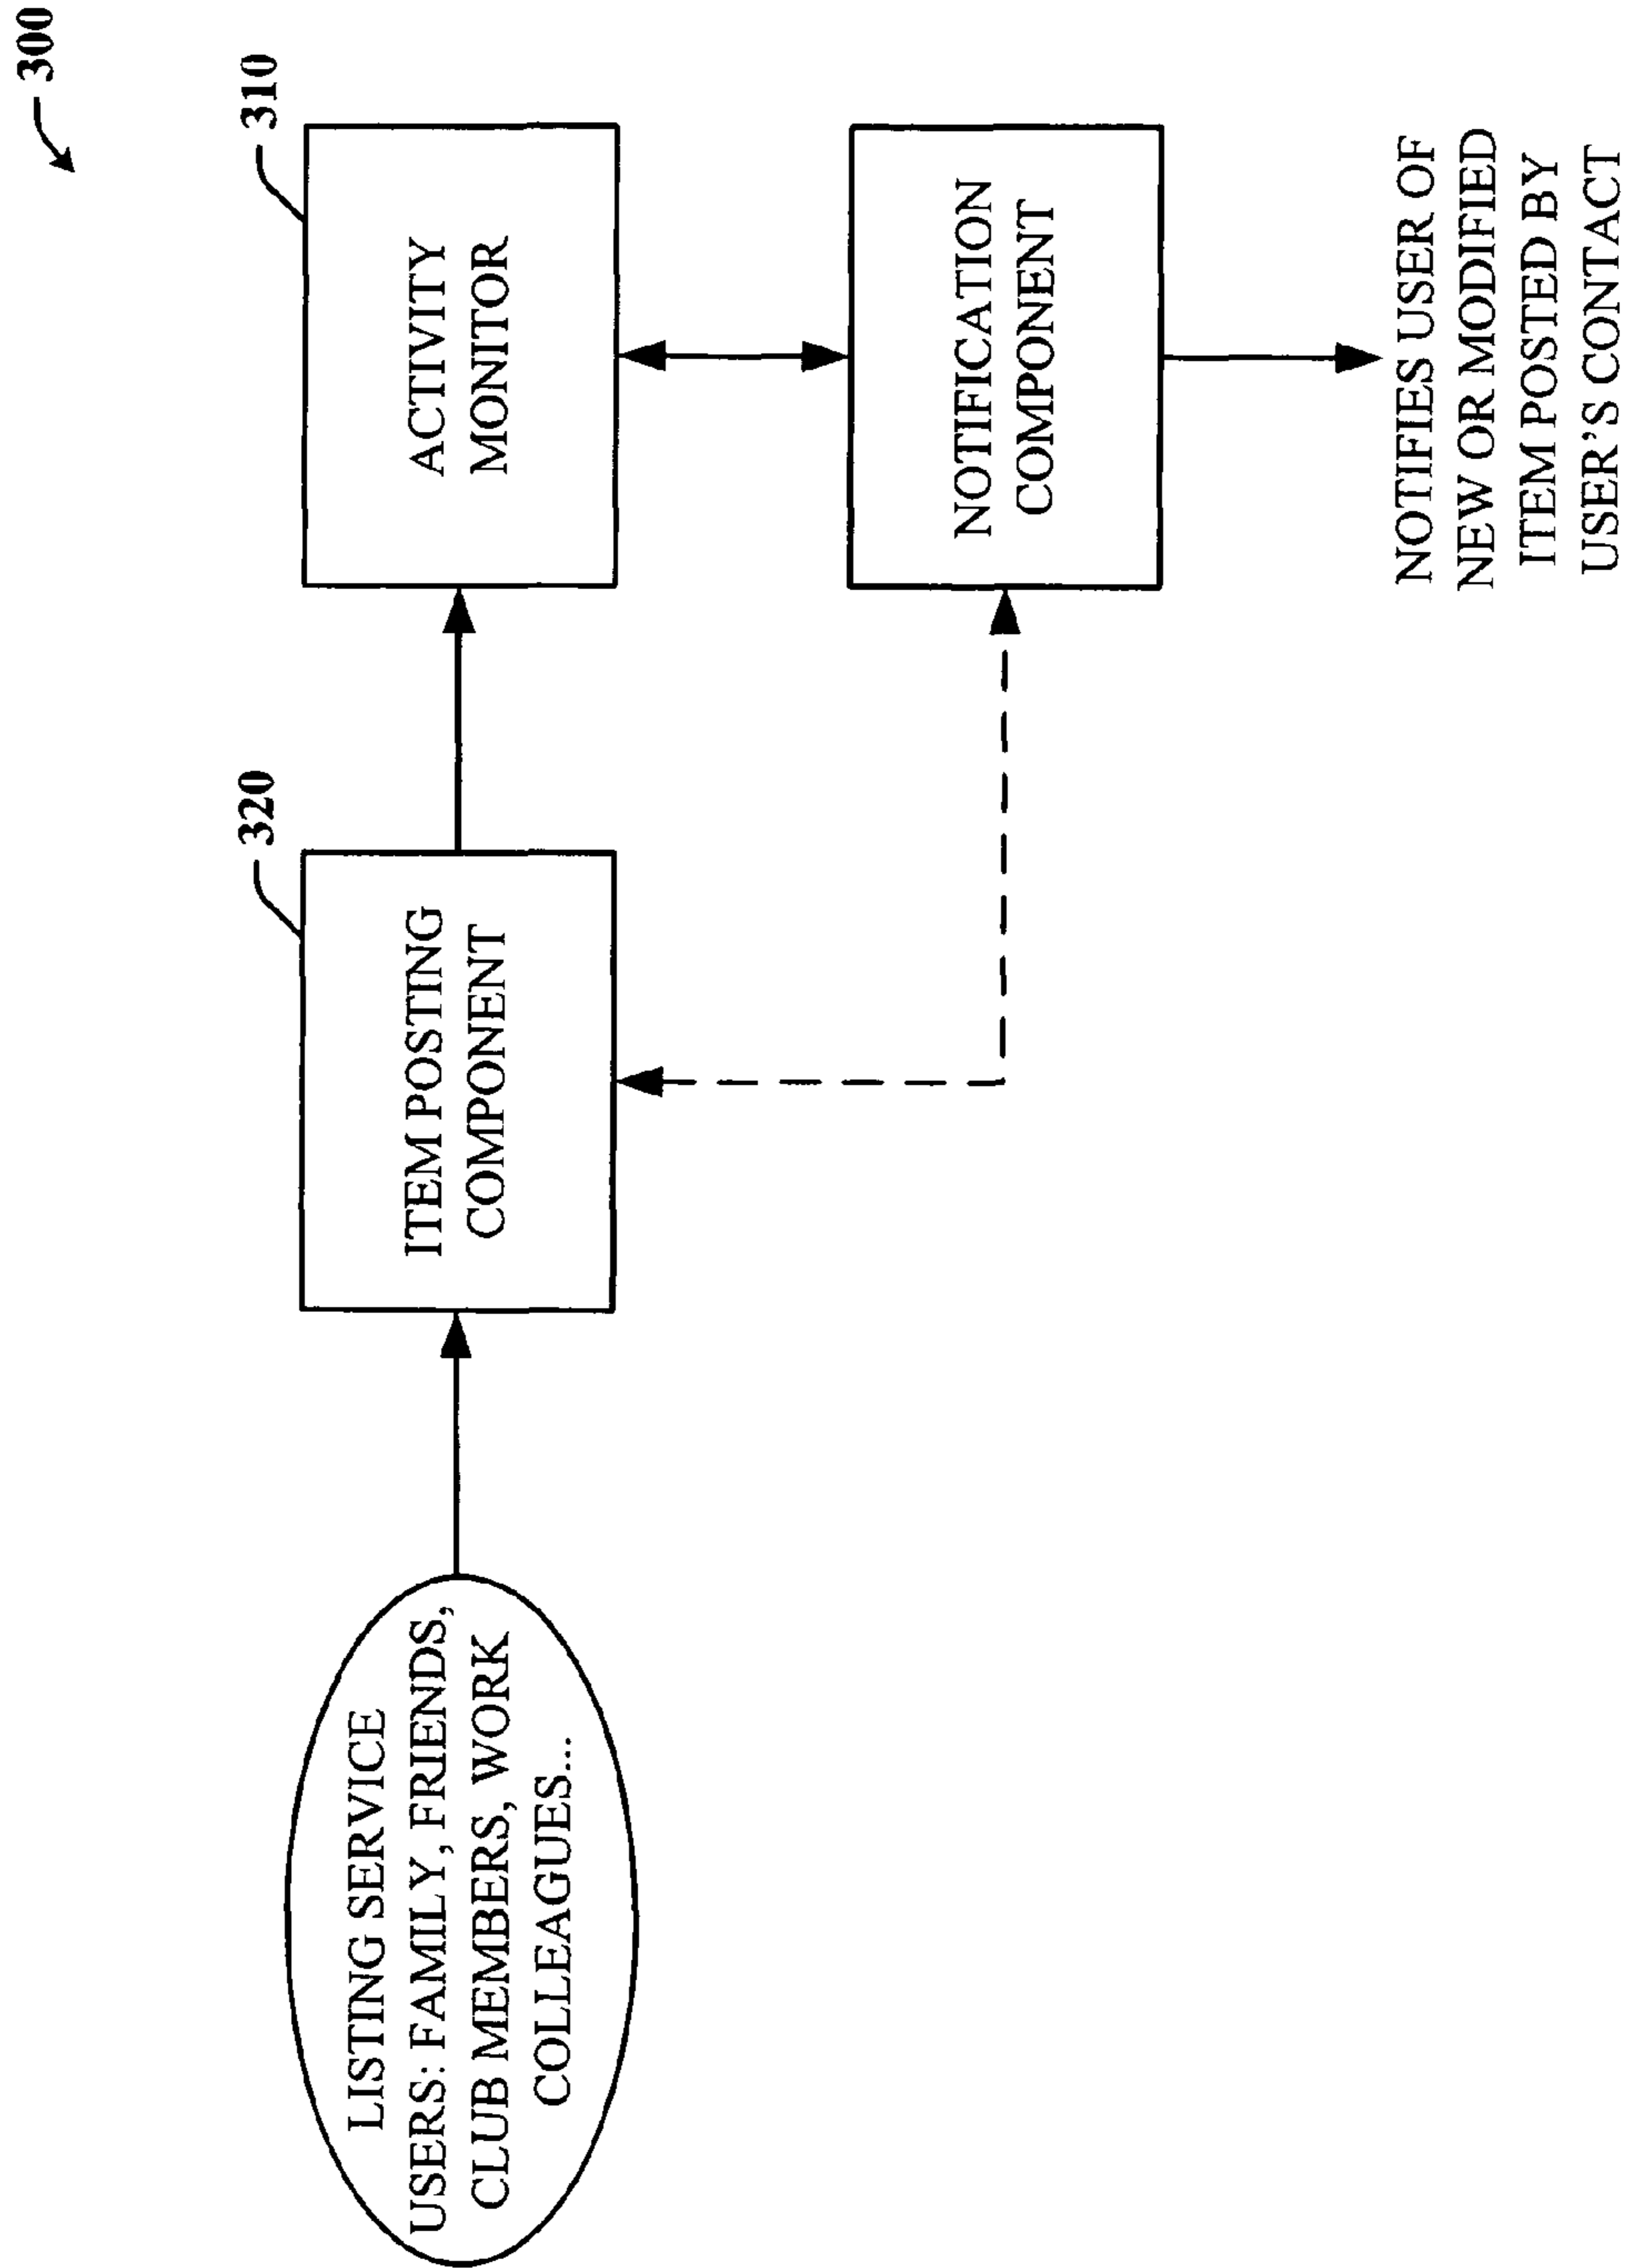 300
310
ACTIVITY
MONITOR
320
ITEM POSTING
COMPONENT
LISTING SERVICE
USERS: FAMILY, FRIENDS,
CLUB MEMBERS, WORK
COLLEAGUES...
NOTIFICATION
COMPONENT
NOTIFIES USER OF
NEW OR MODIFIED
ITEM POSTED BY
USER'S CONTACT